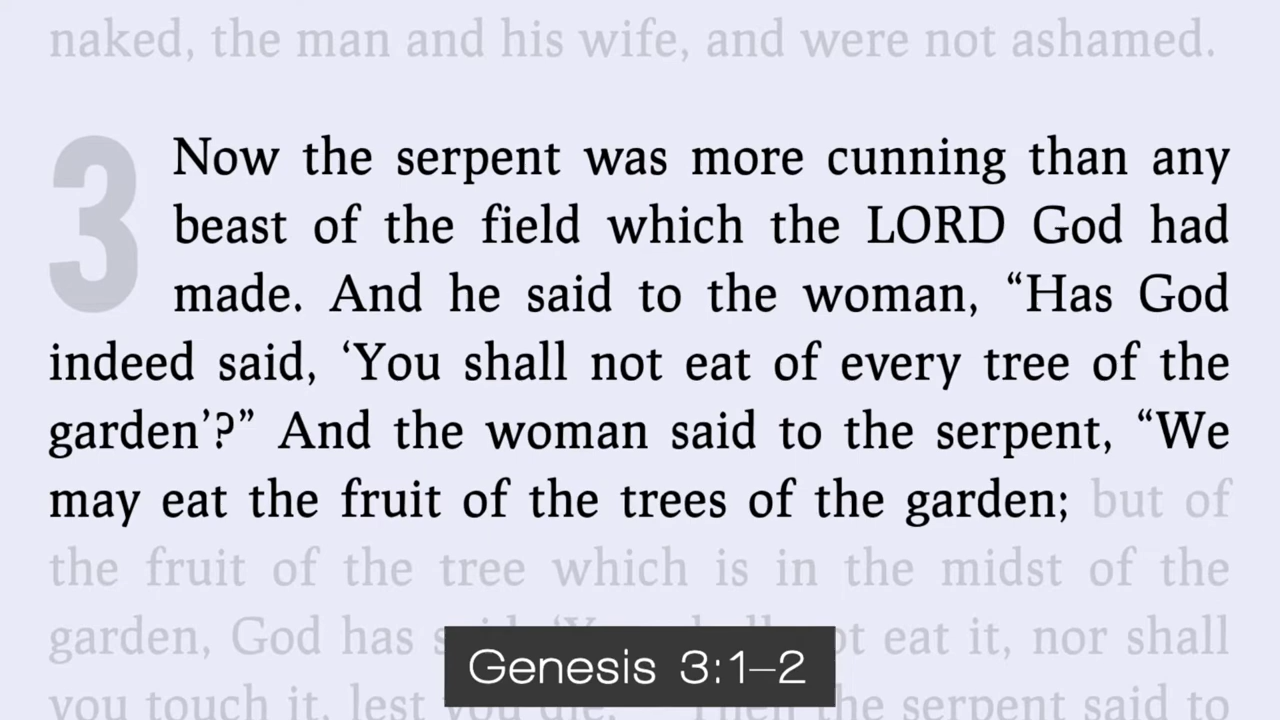 naked, the man and his wife, and were not ashamed.
3 Now the serpent was more cunning than any
beast of the field which the LORD God had
made. And he said to the woman, “Has God
indeed said, ‘You shall not eat of every tree of the
garden’?” And the woman said to the serpent, “We
may eat the fruit of the trees of the garden; but of
the fruit of the tree which is in the midst of the
garden, God has eat it, nor shall
you touch it, lest the serpent said to
Genesis 3:1–2